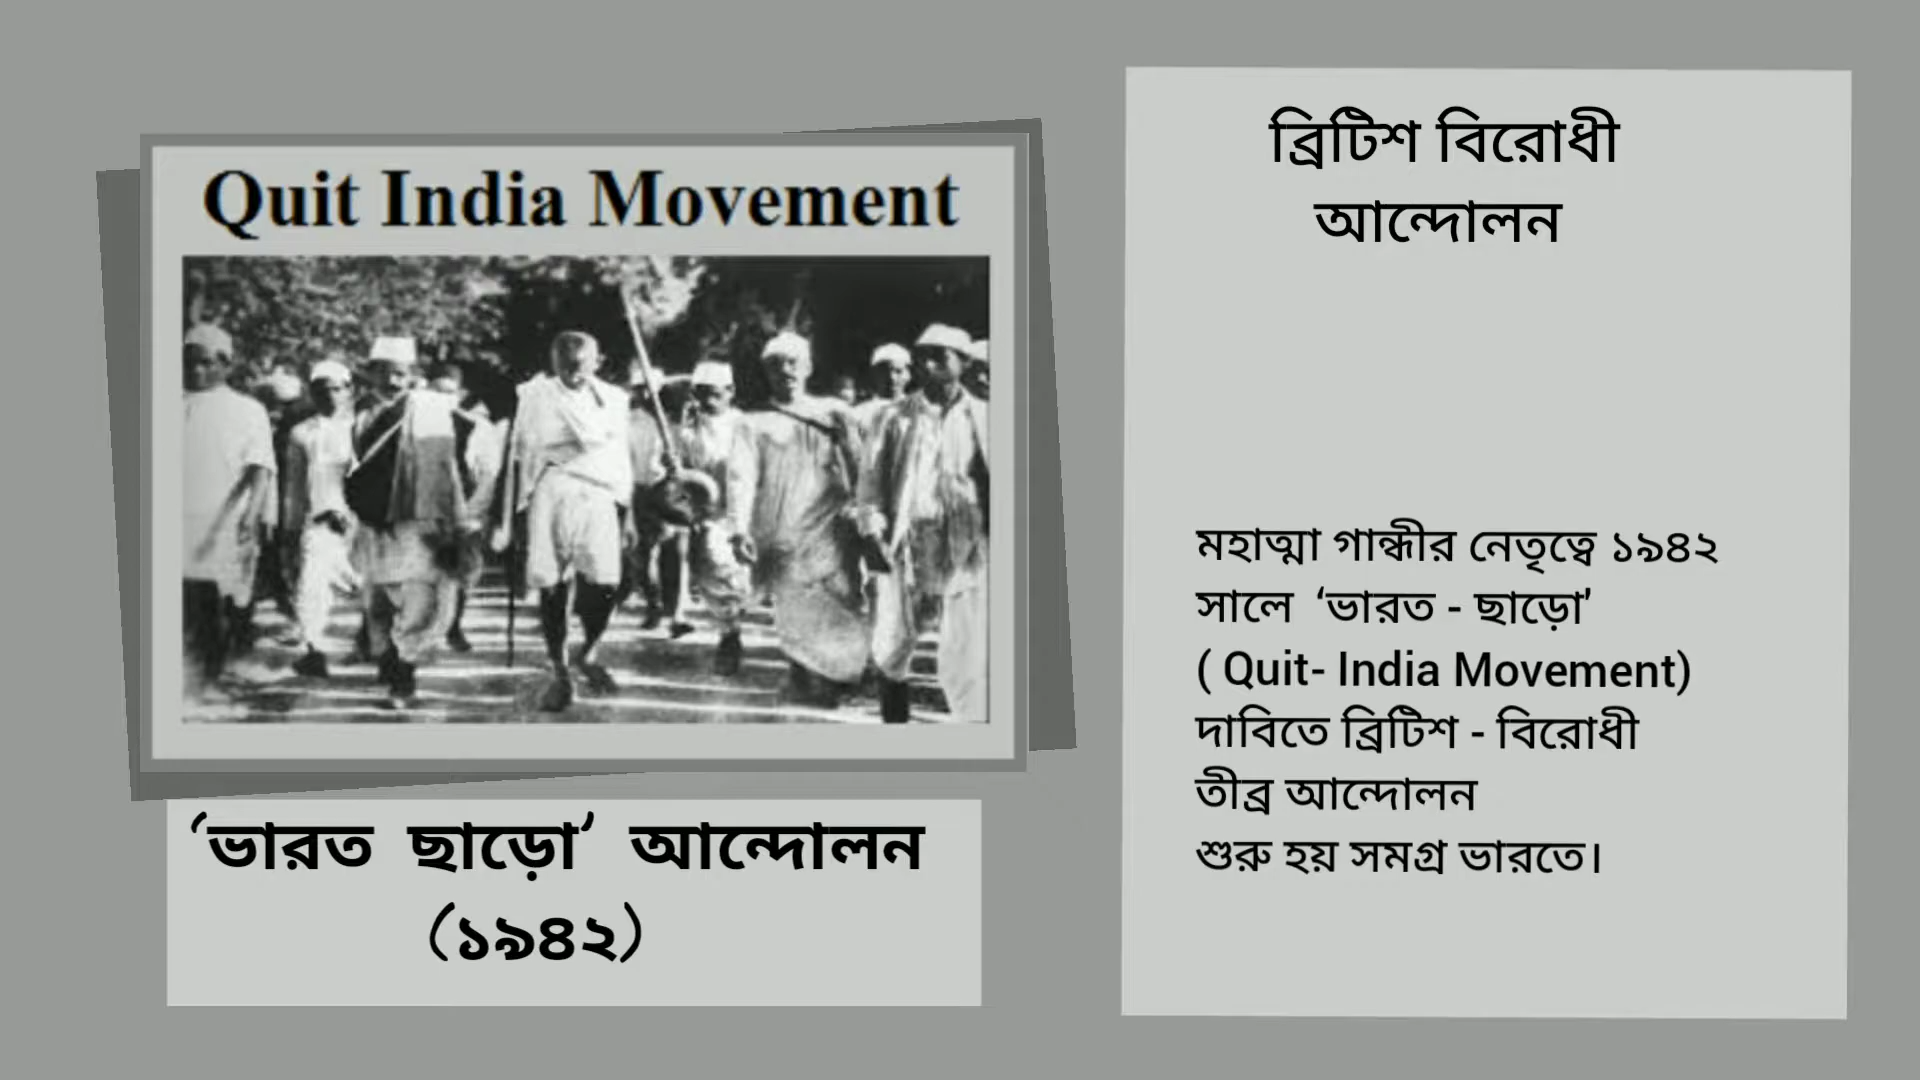 Quit India Movement
‘ভারত ছাড়ো’ আন্দোলন
(১৯৪২)
ব্রিটিশ বিরোধী
আন্দোলন
মহাত্মা গান্ধীর নেতৃত্বে ১৯৪২
সালে ‘ভারত - ছাড়ো’
( Quit- India Movement)
দাবিতে ব্রিটিশ - বিরোধী
তীব্র আন্দোলন
শুরু হয় সমগ্র ভারতে।